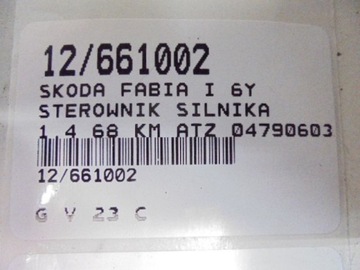 12/661002
SKODA FABIA I 6Y
STEROWNIK SILNIKA
1.4 68 KM ATZ 04790603
12/661002
G V 23 C